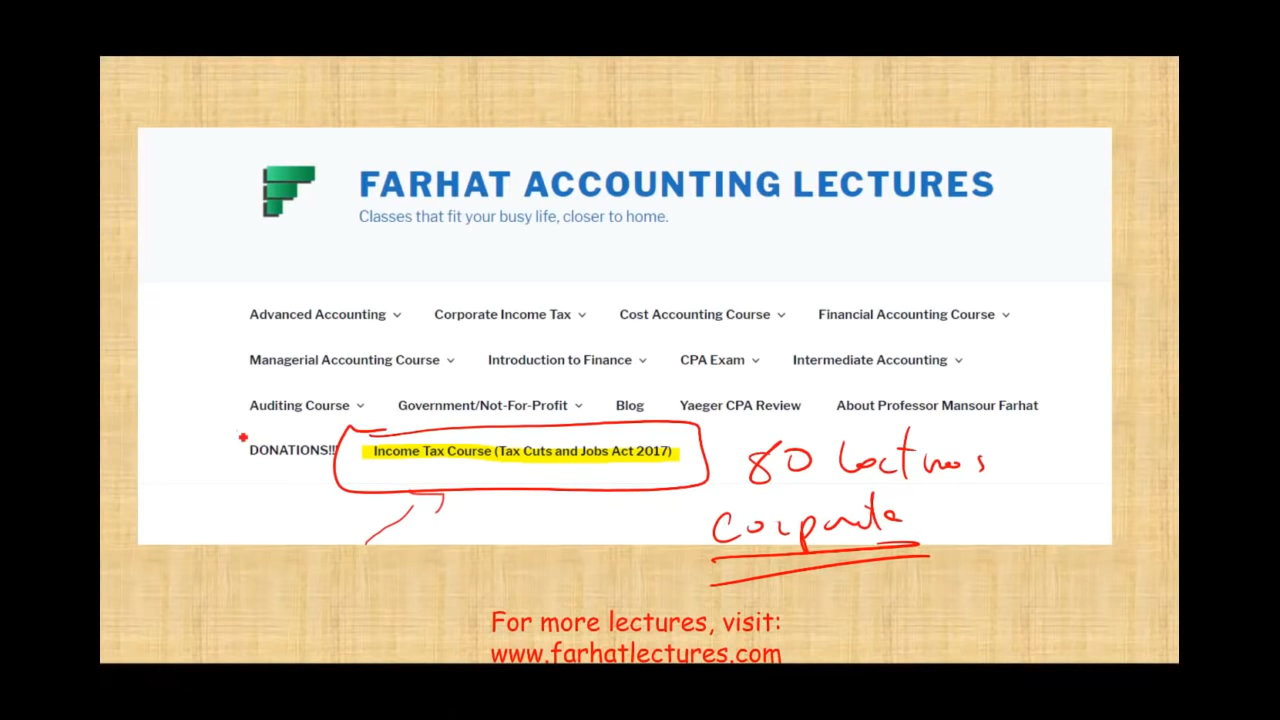 FARHAT ACCOUNTING LECTURES
Classes that fit your busy life, closer to home.
Advanced Accounting Corporate Income Tax Cost Accounting Course Financial Accounting Course
Managerial Accounting Course Introduction to Finance CPA Exam Intermediate Accounting
Auditing Course Government/Not-For-Profit Blog Yaeger CPA Review About Professor Mansour Farhat
DONATIONS!!! Income Tax Course (Tax Cuts and Jobs Act 2017) 80 Lectures
Corporate
For more lectures, visit:
www.farhatlectures.com